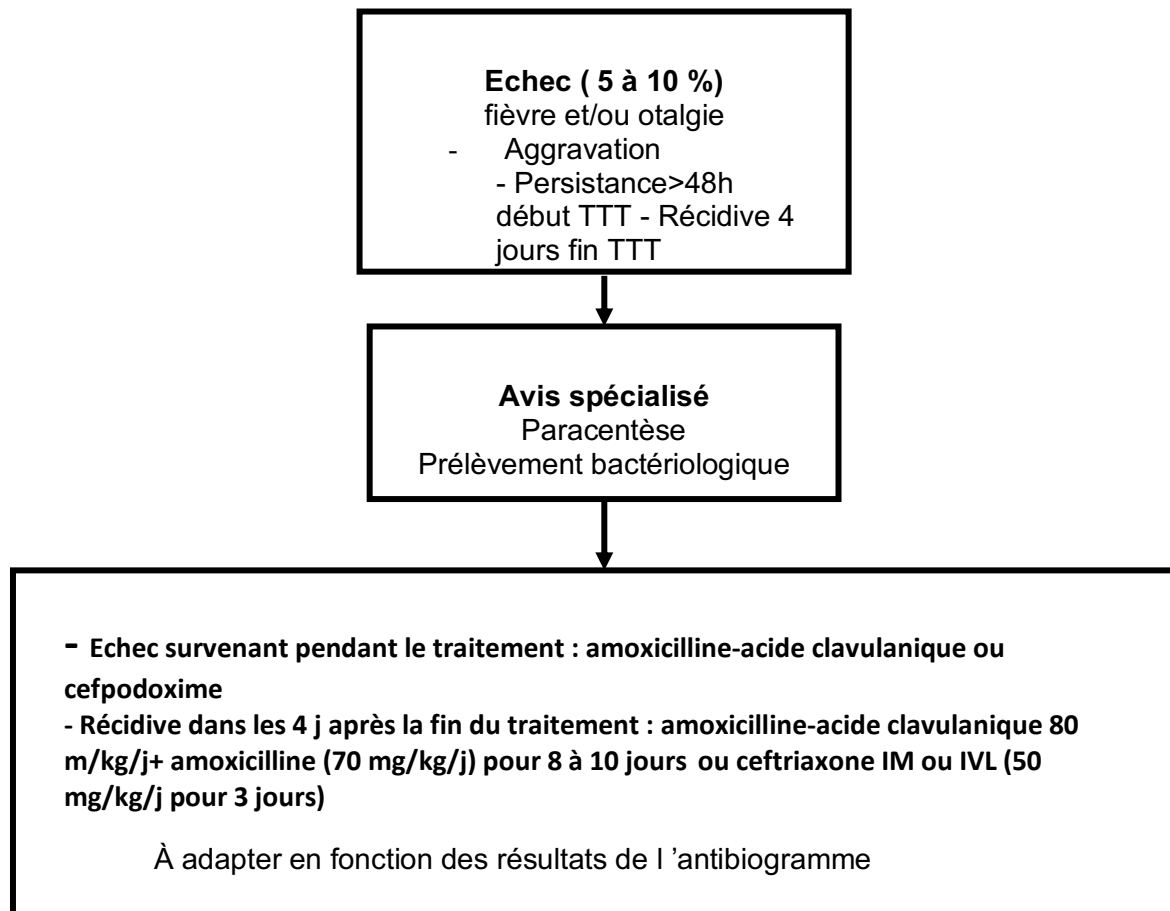 Echec ( 5 à 10 %)
fièvre et/ou otalgie
- Aggravation
- Persistance>48h
début TTT - Récidive 4
jours fin TTT
Avis spécialisé
Paracentèse
Prélèvement bactériologique
- Echec survenant pendant le traitement : amoxicilline-acide clavulanique ou
cefpodoxime
- Récidive dans les 4 j après la fin du traitement : amoxicilline-acide clavulanique 80
m/kg/j+ amoxicilline (70 mg/kg/j) pour 8 à 10 jours ou ceftriaxone IM ou IVL (50
mg/kg/j pour 3 jours)
À adapter en fonction des résultats de l ’antibiogramme